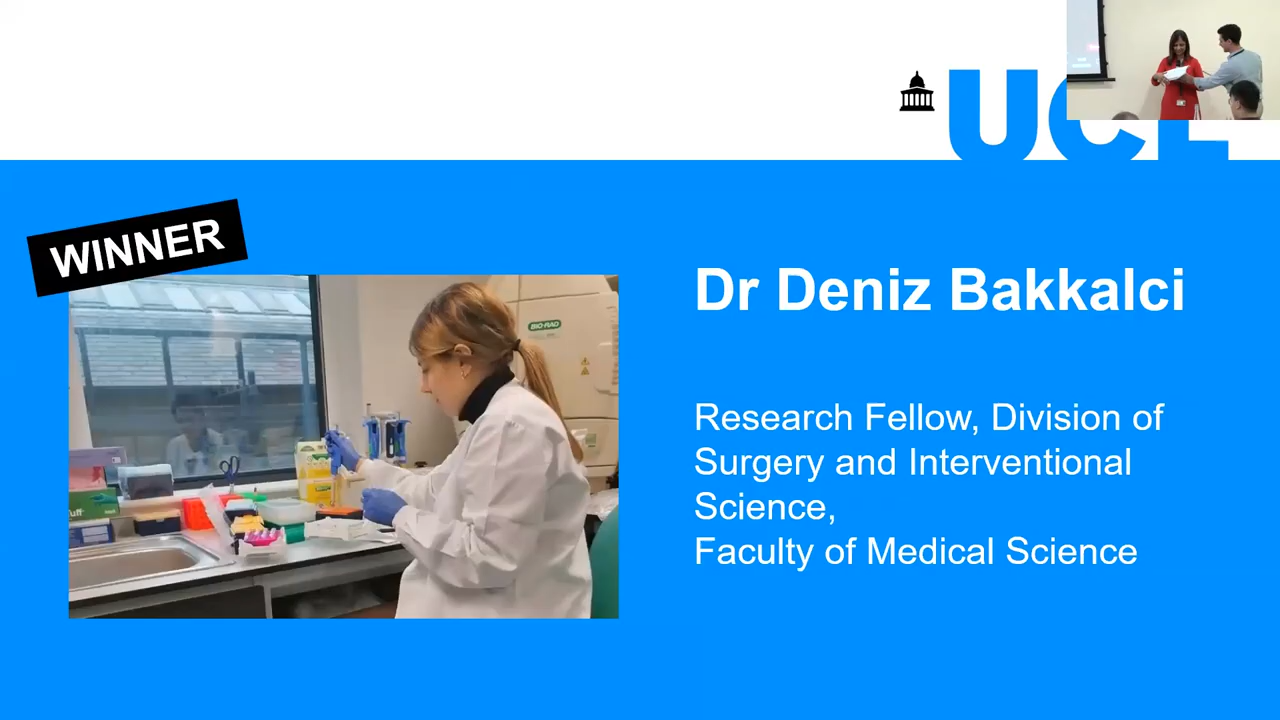 UCL
WINNER
Dr Deniz Bakkalci
BIO-RAD
Research Fellow, Division of
Surgery and Interventional
Science,
Faculty of Medical Science